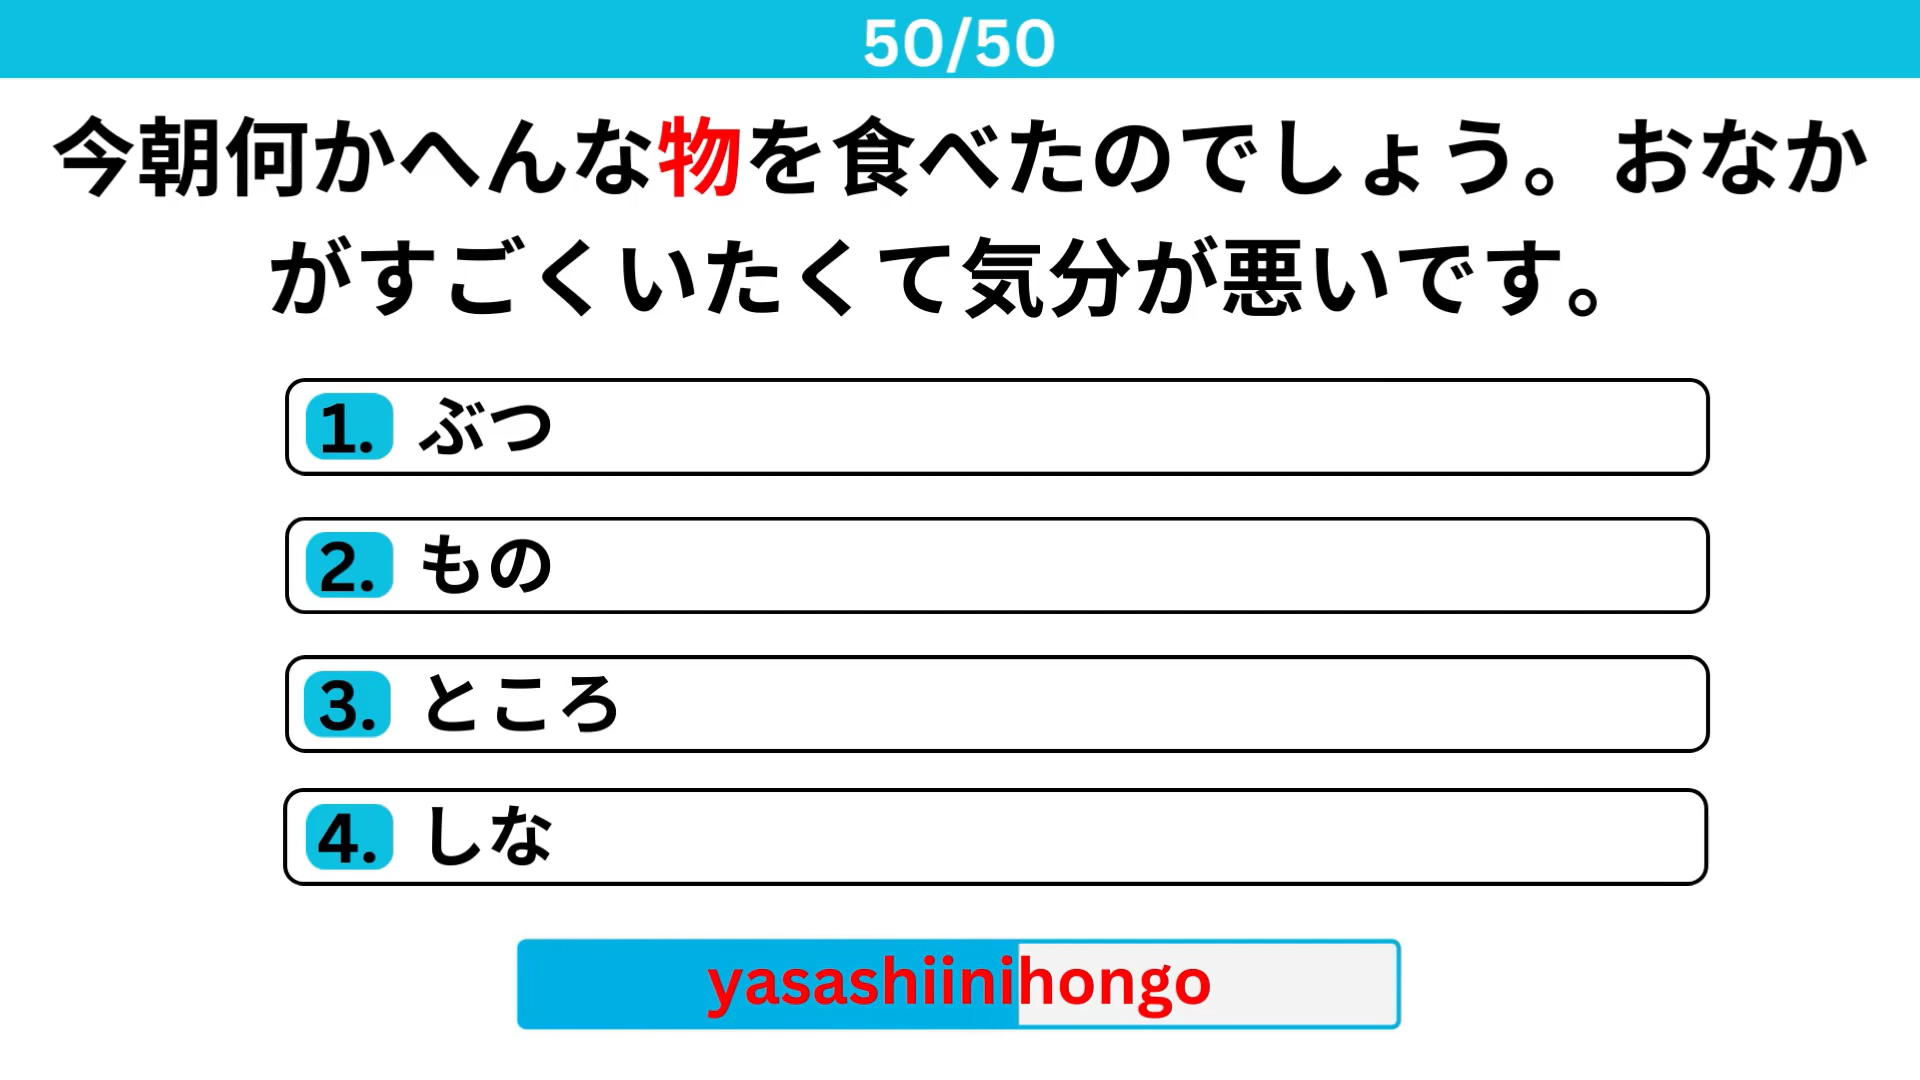 50/50
今朝何かへんな物を食べたのでしょう。おなか
がすごくいたくて気分が悪いです。
1. ぶつ
2. もの
3. ところ
4. しな
yasashiinihongo